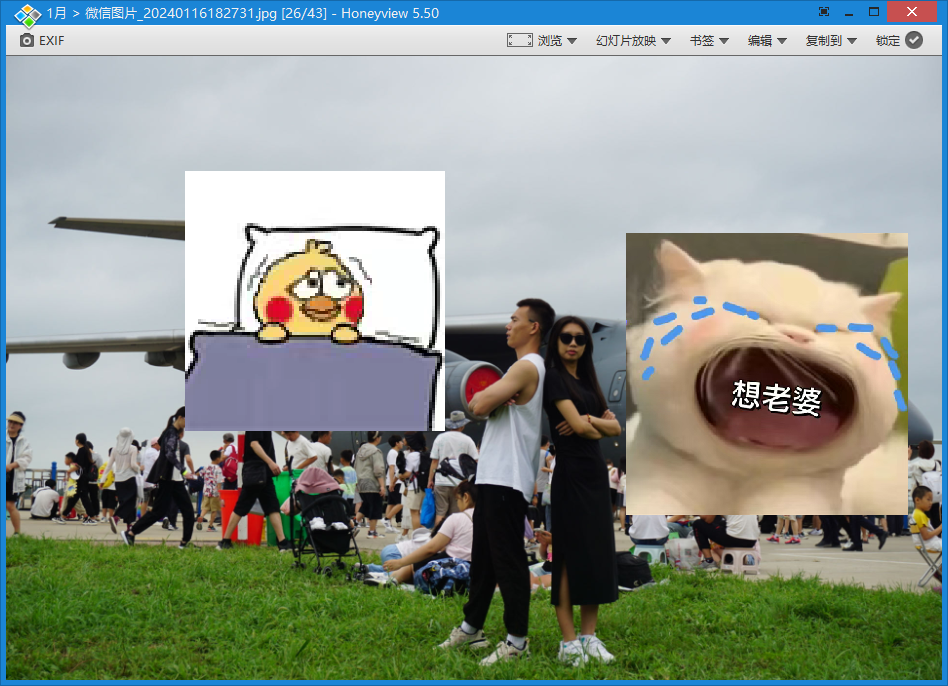 1月 > 微信图片_20240116182731.jpg [26/43] - Honeyview 5.50
EXIF 浏览 幻灯片放映 书签 编辑 复制到 锁定
想老婆